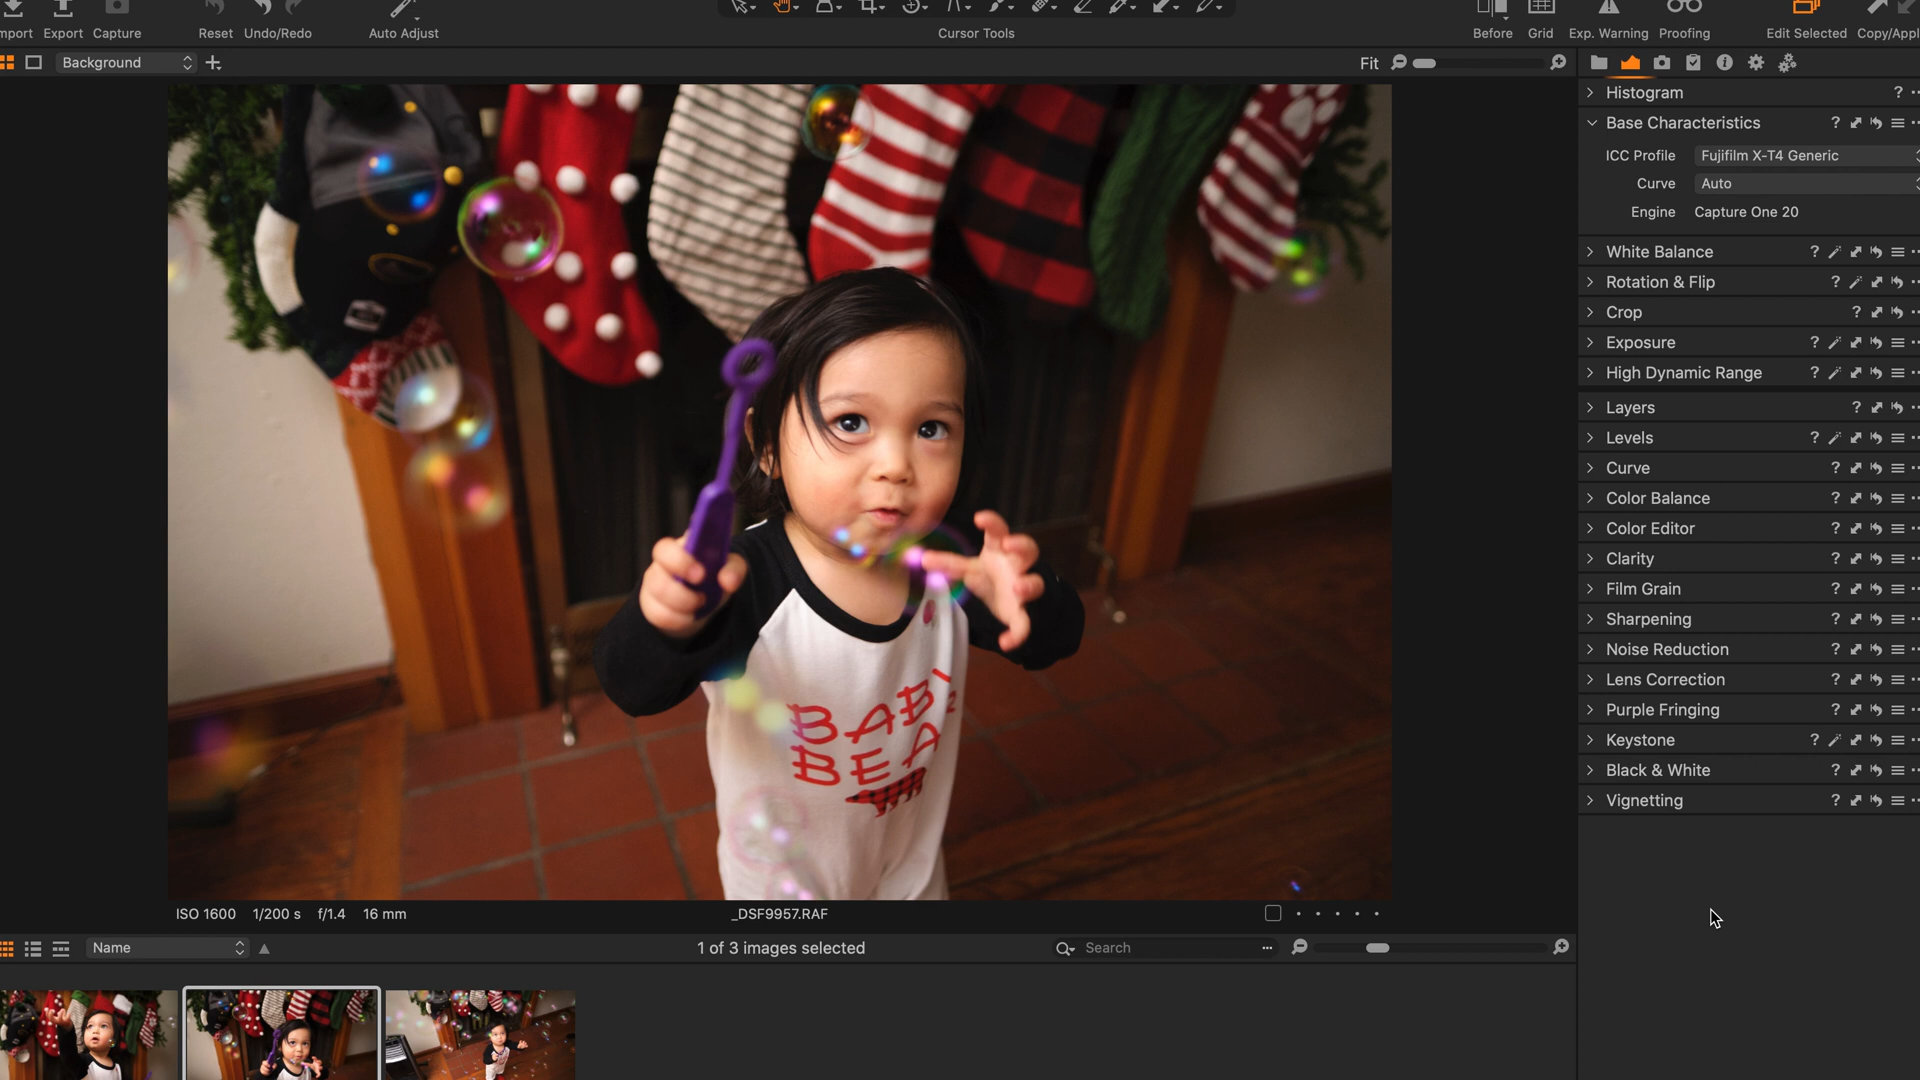 mport Export Capture Reset Undo/Redo Auto Adjust Cursor Tools Before Grid Exp. Warning Proofing Edit Selected Copy/Appl
Background Fit
Histogram ?
Base Characteristics ?
ICC Profile Fujifilm X-T4 Generic
Curve Auto
Engine Capture One 20
White Balance ?
Rotation & Flip ?
Crop ?
Exposure ?
High Dynamic Range ?
Layers ?
Levels ?
Curve ?
Color Balance ?
Color Editor ?
Clarity ?
Film Grain ?
Sharpening ?
Noise Reduction ?
Lens Correction ?
Purple Fringing ?
Keystone ?
Black & White ?
Vignetting ?
BABY
BEA
ISO 1600 1/200 s f/1.4 16 mm _DSF9957.RAF
Name 1 of 3 images selected Search